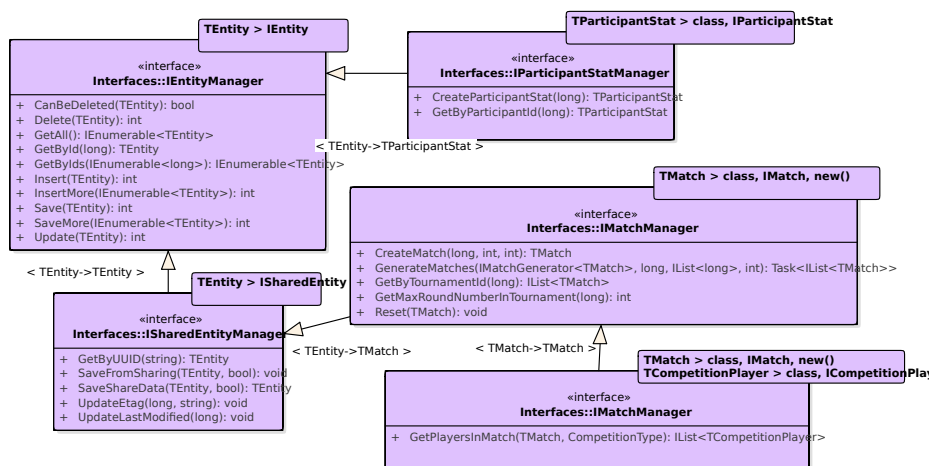 TEntity > IEntity
«interface»
Interfaces::IEntityManager
+ CanBeDeleted(TEntity): bool
+ Delete(TEntity): int
+ GetAll(): IEnumerable<TEntity>
+ GetById(long): TEntity
+ GetByIds(IEnumerable<long>): IEnumerable<TEntity>
+ Insert(TEntity): int
+ InsertMore(IEnumerable<TEntity>): int
+ Save(TEntity): int
+ SaveMore(IEnumerable<TEntity>): int
+ Update(TEntity): int
TParticipantStat > class, IParticipantStat
«interface»
Interfaces::IParticipantStatManager
+ CreateParticipantStat(long): TParticipantStat
+ GetByParticipantId(long): TParticipantStat
< TEntity->TParticipantStat >
TMatch > class, IMatch, new()
«interface»
Interfaces::IMatchManager
+ CreateMatch(long, int, int): TMatch
+ GenerateMatches(IMatchGenerator<TMatch>, long, IList<long>, int): Task<IList<TMatch>>
+ GetByTournamentId(long): IList<TMatch>
+ GetMaxRoundNumberInTournament(long): int
+ Reset(TMatch): void
< TEntity->TEntity >
TEntity > ISharedEntity
«interface»
Interfaces::ISharedEntityManager
+ GetByUUID(string): TEntity
+ SaveFromSharing(TEntity, bool): void
+ SaveShareData(TEntity, bool): TEntity
+ UpdateEtag(long, string): void
+ UpdateLastModified(long): void
< TEntity->TMatch >
< TMatch->TMatch >
TMatch > class, IMatch, new()
TCompetitionPlayer > class, ICompetitionPlay
«interface»
Interfaces::IMatchManager
+ GetPlayersInMatch(TMatch, CompetitionType): IList<TCompetitionPlayer>